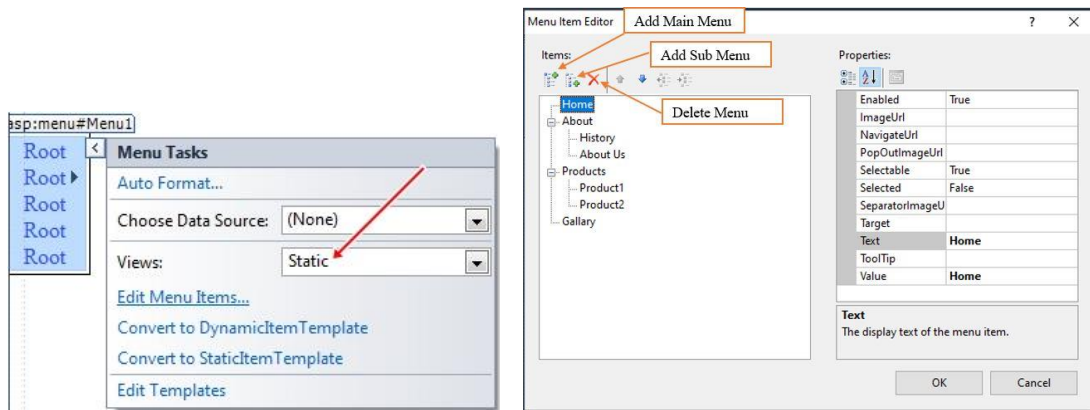 asp:menu#Menu1
Root
Root
Root
Root
Root
Menu Tasks
Auto Format...
Choose Data Source: (None)
Views: Static
Edit Menu Items...
Convert to DynamicItemTemplate
Convert to StaticItemTemplate
Edit Templates
Menu Item Editor
Add Main Menu
?
Items:
Add Sub Menu
Delete Menu
Home
About
History
About Us
Products
Product1
Product2
Gallary
Properties:
Enabled True
ImageUrl
NavigateUrl
PopOutImageUrl
Selectable True
Selected False
SeparatorImageU
Target
Text Home
ToolTip
Value Home
Text
The display text of the menu item.
OK Cancel